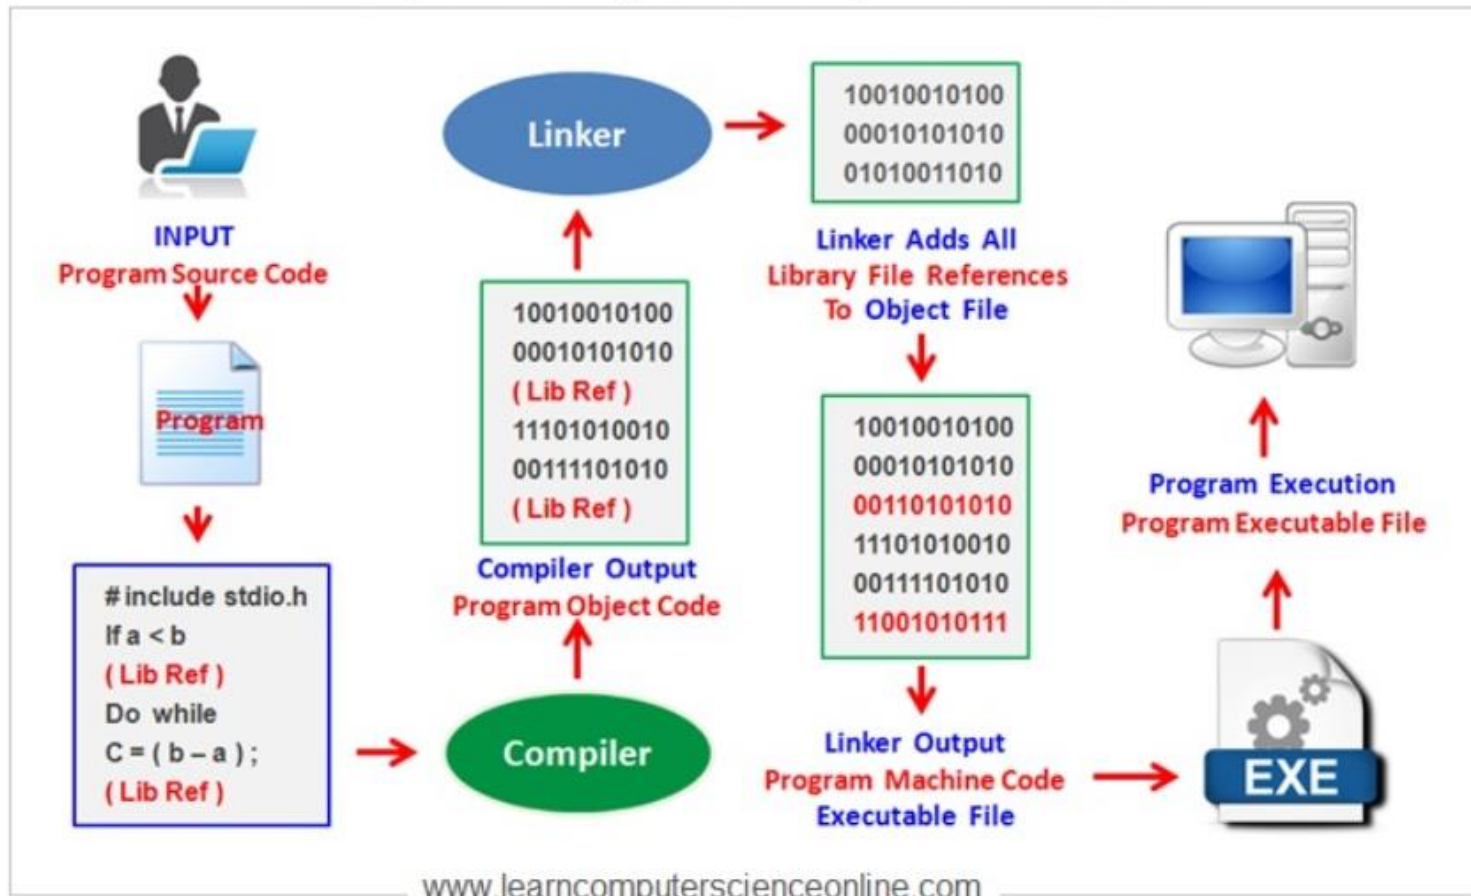 INPUT
Program Source Code
Program
# include stdio.h
If a < b
( Lib Ref )
Do while
C = ( b – a ) ;
( Lib Ref )
Compiler
Compiler Output
Program Object Code
10010010100
00010101010
( Lib Ref )
11101010010
00111101010
( Lib Ref )
Linker
10010010100
00010101010
01010011010
Linker Adds All
Library File References
To Object File
10010010100
00010101010
00110101010
11101010010
00111101010
11001010111
Linker Output
Program Machine Code
Executable File
EXE
Program Execution
Program Executable File
www.learncomputerscienceonline.com